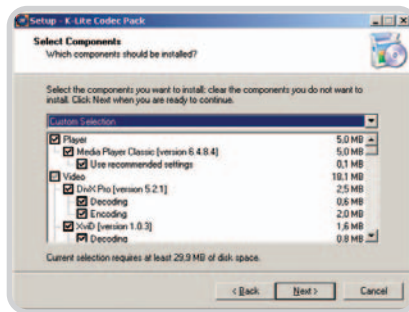 Setup - K-Lite Codec Pack
Select Components
Which components should be installed?
Select the components you want to install: clear the components you do not want to
install. Click Next when you are ready to continue.
Custom Selection
Player 5,0 MB
Media Player Classic [version 6.4.8.4] 5,0 MB
Use recommended settings 0,1 MB
Video 18,1 MB
DivX Pro [version 5.2.1] 2,5 MB
Decoding 0,6 MB
Encoding 2,0 MB
XviD [version 1.0.3] 1,6 MB
Decoding 0,8 MB
Current selection requires at least 29,9 MB of disk space.
< Back Next > Cancel